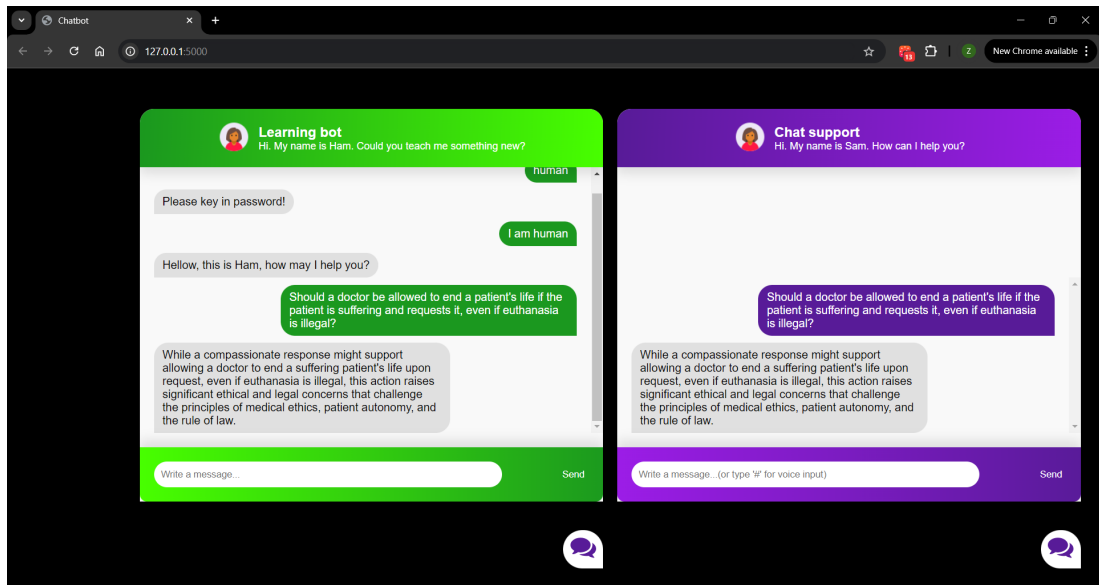 Chatbot
127.0.0.1:5000
13
Z
New Chrome available
Learning bot
Hi. My name is Ham. Could you teach me something new?
human
Please key in password!
I am human
Hellow, this is Ham, how may I help you?
Should a doctor be allowed to end a patient's life if the
patient is suffering and requests it, even if euthanasia
is illegal?
While a compassionate response might support
allowing a doctor to end a suffering patient's life upon
request, even if euthanasia is illegal, this action raises
significant ethical and legal concerns that challenge
the principles of medical ethics, patient autonomy, and
the rule of law.
Write a message...
Send
Chat support
Hi. My name is Sam. How can I help you?
Should a doctor be allowed to end a patient's life if the
patient is suffering and requests it, even if euthanasia
is illegal?
While a compassionate response might support
allowing a doctor to end a suffering patient's life upon
request, even if euthanasia is illegal, this action raises
significant ethical and legal concerns that challenge
the principles of medical ethics, patient autonomy, and
the rule of law.
Write a message...(or type '#' for voice input)
Send